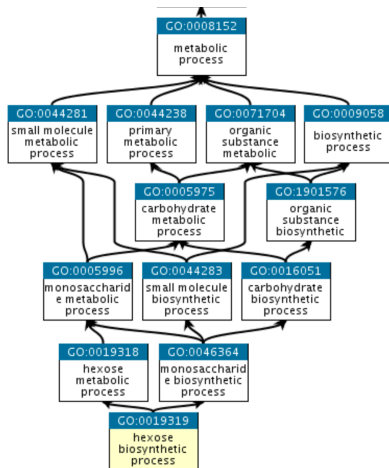 GO:0008152
metabolic
process
GO:0044281
small molecule
metabolic
process
GO:0044238
primary
metabolic
process
GO:0071704
organic
substance
metabolic
GO:0009058
biosynthetic
process
GO:0005975
carbohydrate
metabolic
process
GO:1901576
organic
substance
biosynthetic
GO:0005996
monosaccharid
e metabolic
process
GO:0044283
small molecule
biosynthetic
process
GO:0016051
carbohydrate
biosynthetic
process
GO:0019318
hexose
metabolic
process
GO:0046364
monosaccharid
e biosynthetic
process
GO:0019319
hexose
biosynthetic
process